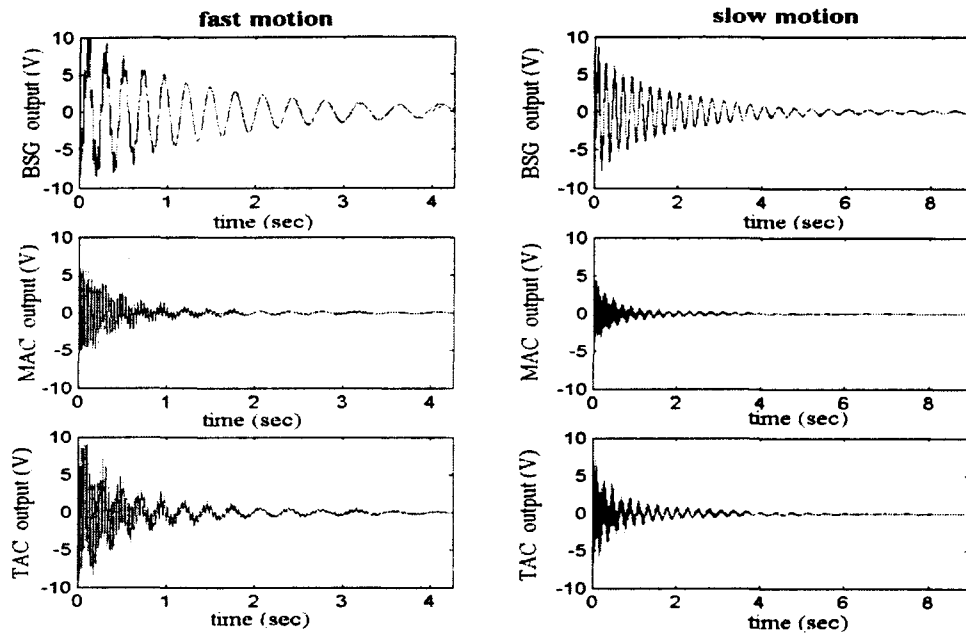 fast motion
BSG output (V)
10
5
0
-5
-10
0 1 2 3 4
time (sec)
MAC output (V)
10
5
0
-5
-10
0 1 2 3 4
time (sec)
TAC output (V)
10
5
0
-5
-10
0 1 2 3 4
time (sec)
slow motion
BSG output (V)
10
5
0
-5
-10
0 2 4 6 8
time (sec)
MAC output (V)
10
5
0
-5
-10
0 2 4 6 8
time (sec)
TAC output (V)
10
5
0
-5
-10
0 2 4 6 8
time (sec)